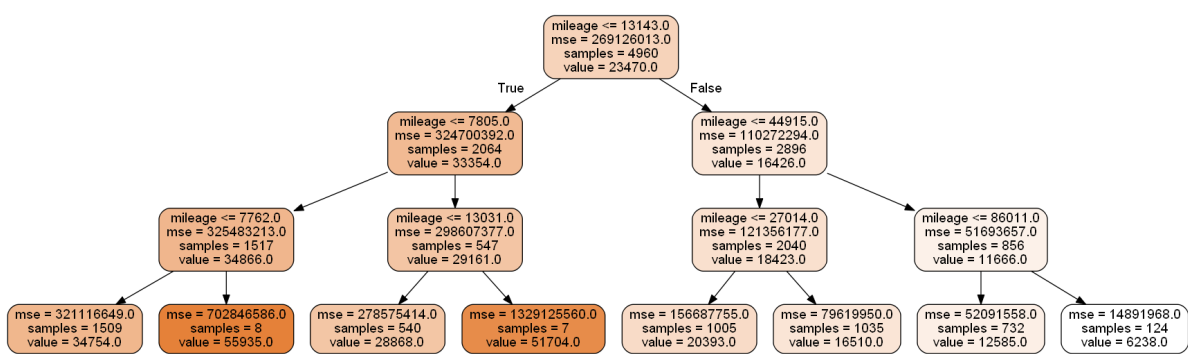 mileage <= 13143.0
mse = 269126013.0
samples = 4960
value = 23470.0
True
False
mileage <= 7805.0
mse = 324700392.0
samples = 2064
value = 33354.0
mileage <= 44915.0
mse = 110272294.0
samples = 2896
value = 16426.0
mileage <= 7762.0
mse = 325483213.0
samples = 1517
value = 34866.0
mileage <= 13031.0
mse = 298607377.0
samples = 547
value = 29161.0
mileage <= 27014.0
mse = 121356177.0
samples = 2040
value = 18423.0
mileage <= 86011.0
mse = 51693657.0
samples = 856
value = 11666.0
mse = 321116649.0
samples = 1509
value = 34754.0
mse = 702846586.0
samples = 8
value = 55935.0
mse = 278575414.0
samples = 540
value = 28868.0
mse = 1329125560.0
samples = 7
value = 51704.0
mse = 156687755.0
samples = 1005
value = 20393.0
mse = 79619950.0
samples = 1035
value = 16510.0
mse = 52091558.0
samples = 732
value = 12585.0
mse = 14891968.0
samples = 124
value = 6238.0